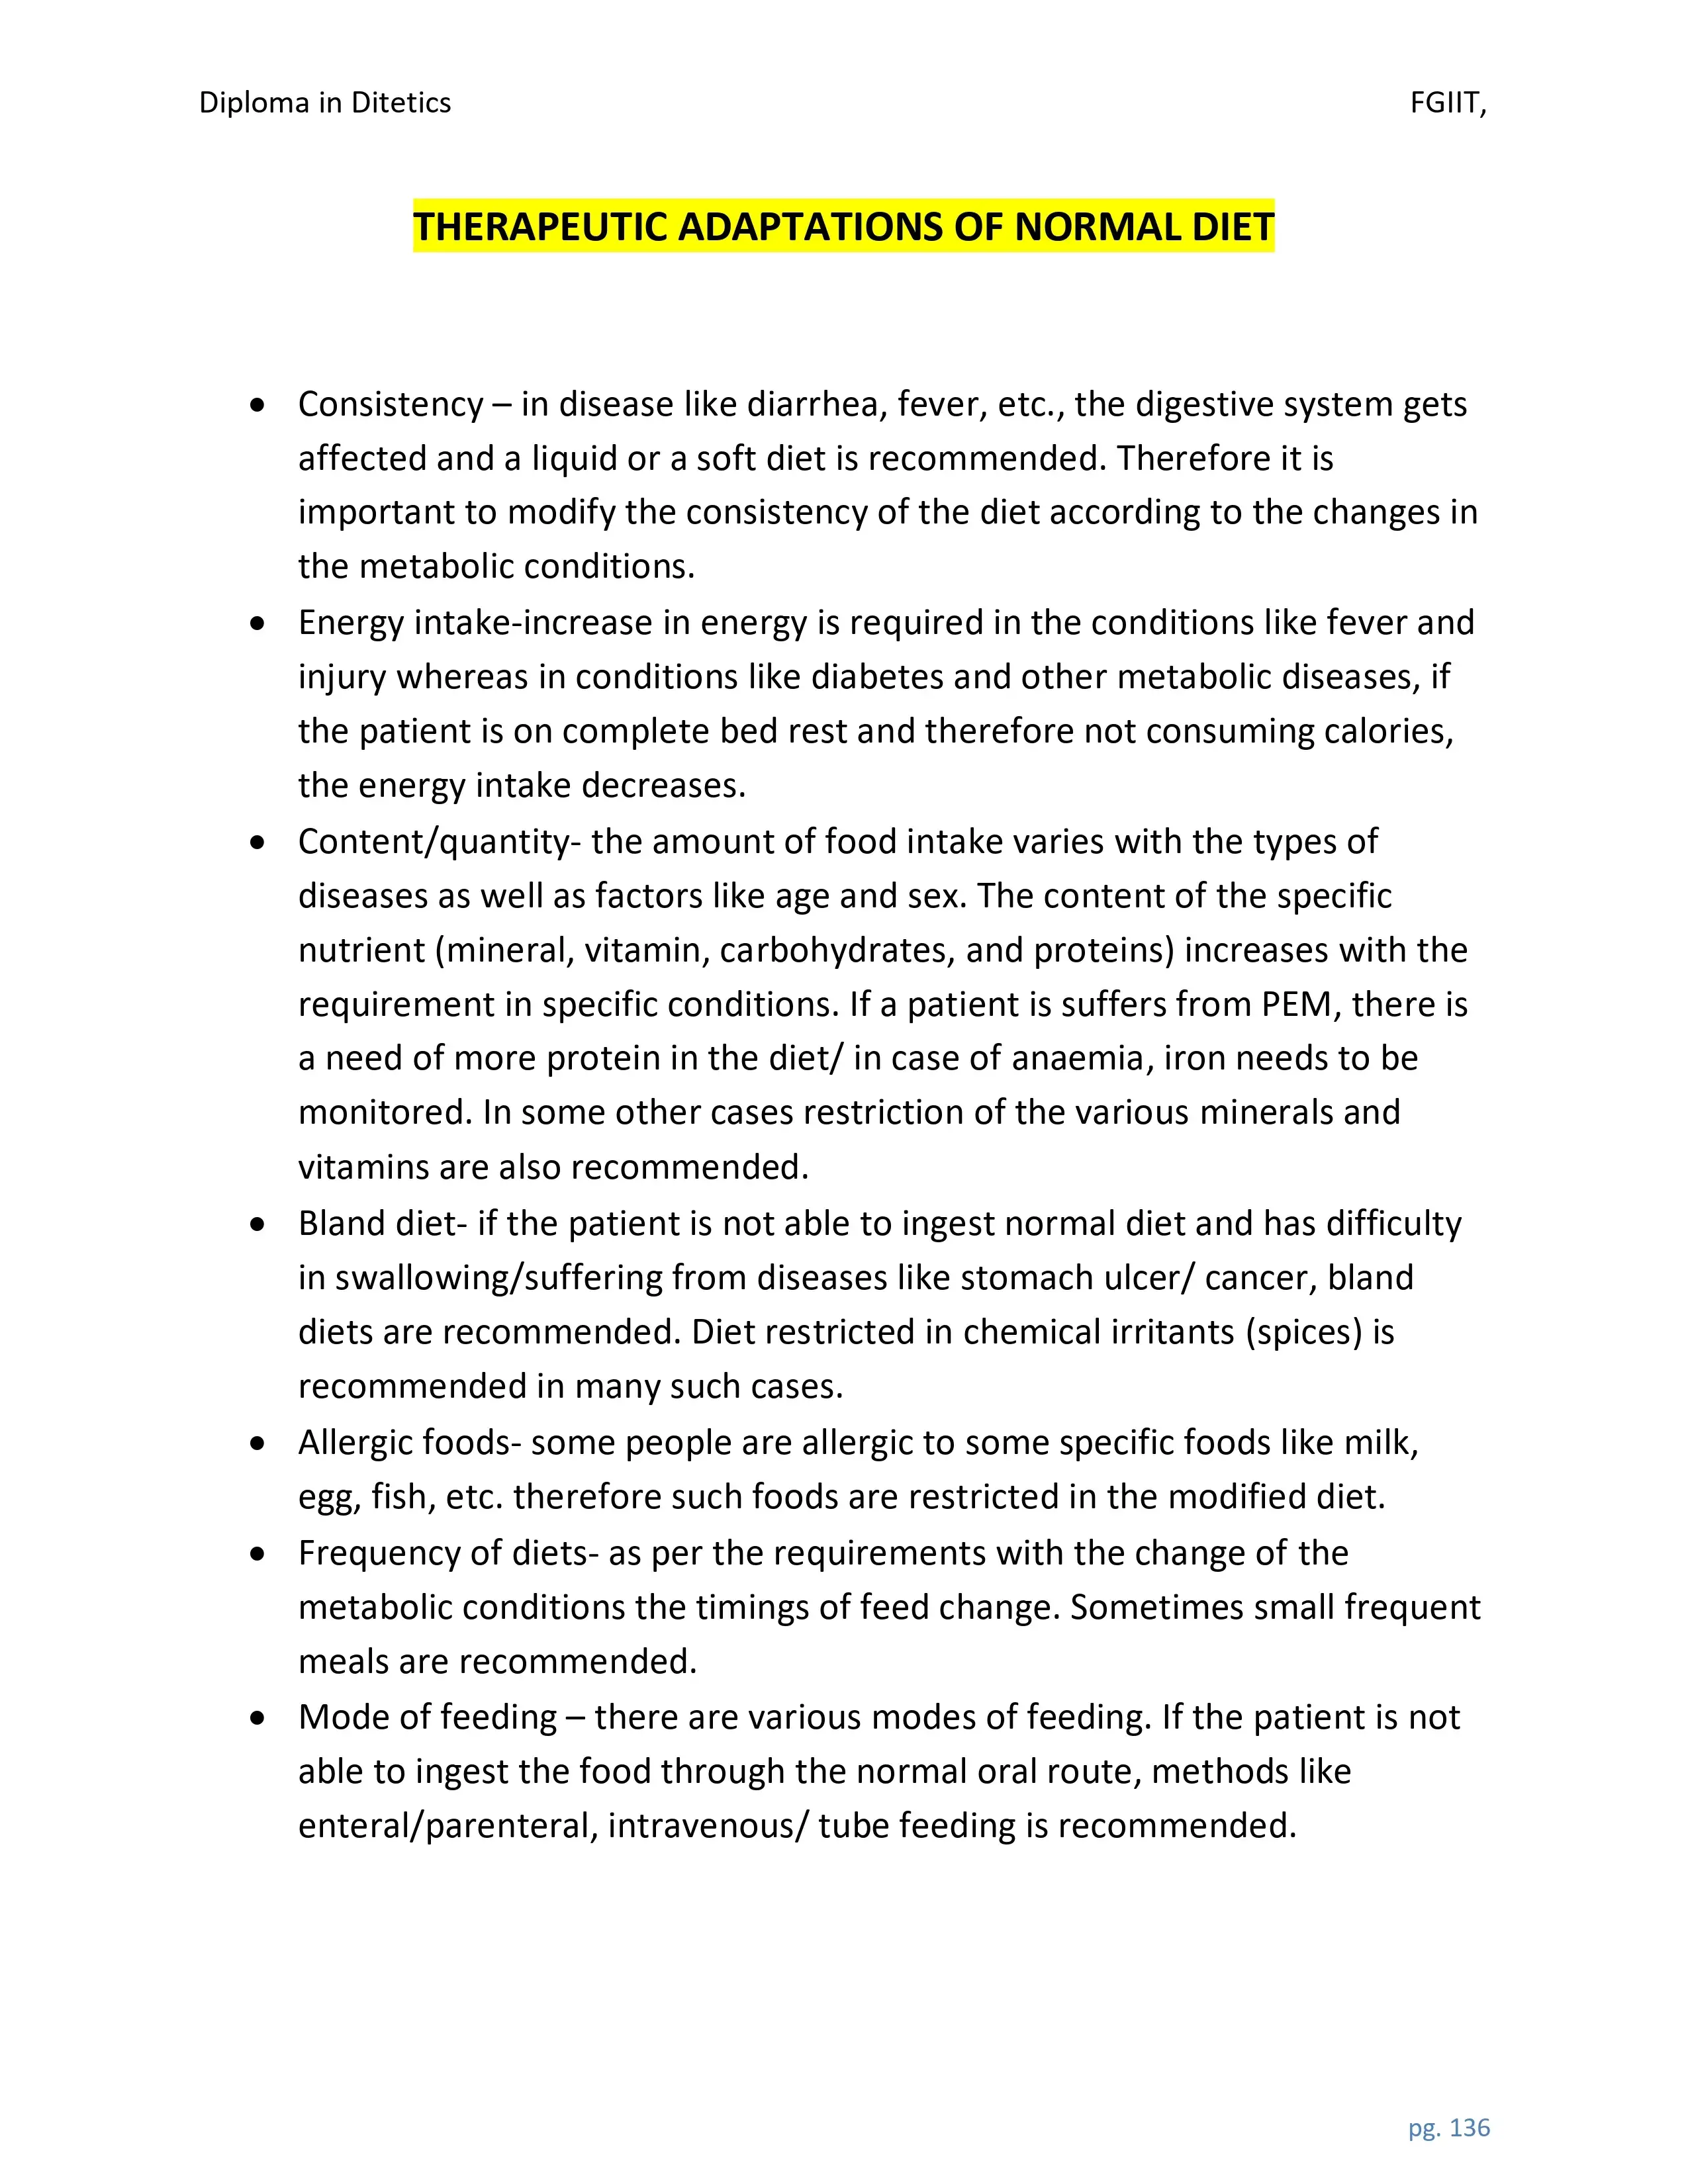 Diploma in Ditetics FGIIT,
THERAPEUTIC ADAPTATIONS OF NORMAL DIET
• Consistency – in disease like diarrhea, fever, etc., the digestive system gets
affected and a liquid or a soft diet is recommended. Therefore it is
important to modify the consistency of the diet according to the changes in
the metabolic conditions.
• Energy intake-increase in energy is required in the conditions like fever and
injury whereas in conditions like diabetes and other metabolic diseases, if
the patient is on complete bed rest and therefore not consuming calories,
the energy intake decreases.
• Content/quantity- the amount of food intake varies with the types of
diseases as well as factors like age and sex. The content of the specific
nutrient (mineral, vitamin, carbohydrates, and proteins) increases with the
requirement in specific conditions. If a patient is suffers from PEM, there is
a need of more protein in the diet/ in case of anaemia, iron needs to be
monitored. In some other cases restriction of the various minerals and
vitamins are also recommended.
• Bland diet- if the patient is not able to ingest normal diet and has difficulty
in swallowing/suffering from diseases like stomach ulcer/ cancer, bland
diets are recommended. Diet restricted in chemical irritants (spices) is
recommended in many such cases.
• Allergic foods- some people are allergic to some specific foods like milk,
egg, fish, etc. therefore such foods are restricted in the modified diet.
• Frequency of diets- as per the requirements with the change of the
metabolic conditions the timings of feed change. Sometimes small frequent
meals are recommended.
• Mode of feeding – there are various modes of feeding. If the patient is not
able to ingest the food through the normal oral route, methods like
enteral/parenteral, intravenous/ tube feeding is recommended.
pg. 136